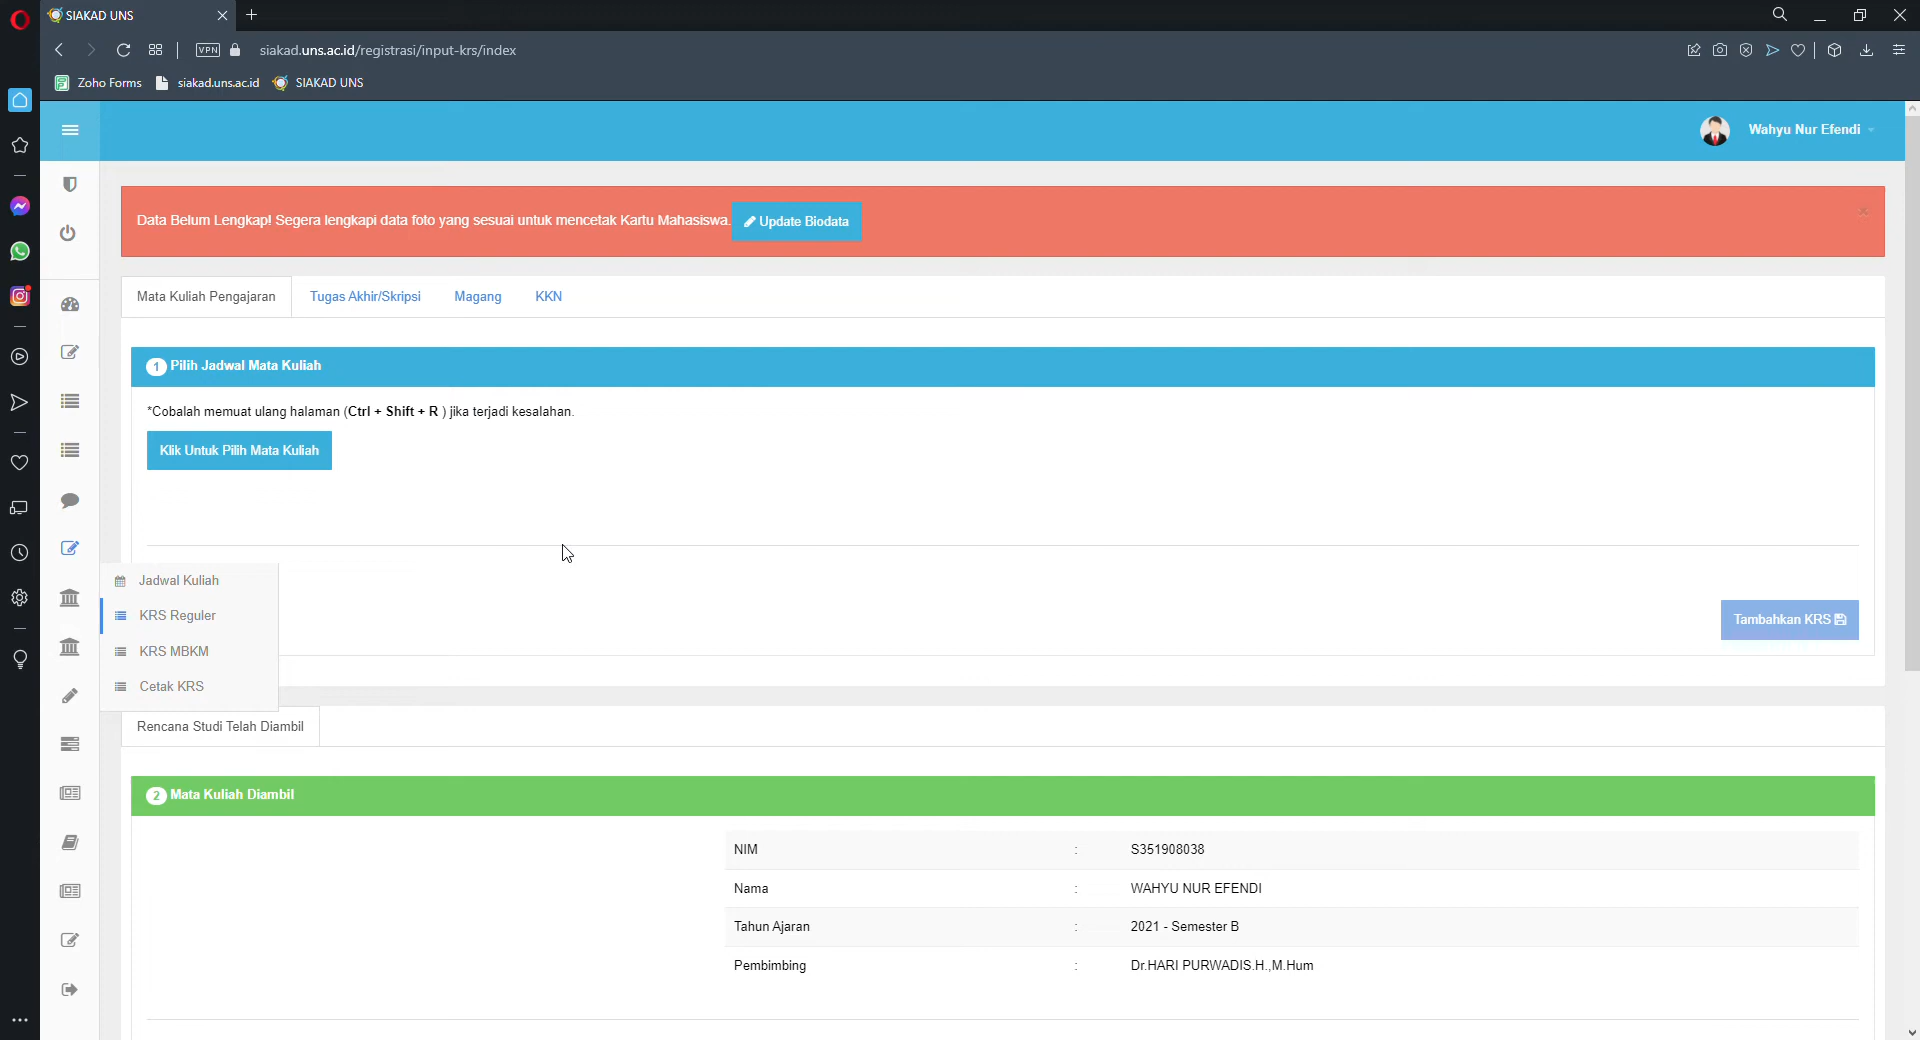 SIAKAD UNS
VPN
siakad.uns.ac.id/registrasi/input-krs/index
Zoho Forms
siakad.uns.ac.id
SIAKAD UNS
Wahyu Nur Efendi
Data Belum Lengkap! Segera lengkapi data foto yang sesuai untuk mencetak Kartu Mahasiswa. Update Biodata
Mata Kuliah Pengajaran
Tugas Akhir/Skripsi
Magang
KKN
1 Pilih Jadwal Mata Kuliah
*Cobalah memuat ulang halaman (Ctrl + Shift + R ) jika terjadi kesalahan.
Klik Untuk Pilih Mata Kuliah
Jadwal Kuliah
KRS Reguler
KRS MBKM
Cetak KRS
Tambahkan KRS
Rencana Studi Telah Diambil
2 Mata Kuliah Diambil
NIM : S351908038
Nama : WAHYU NUR EFENDI
Tahun Ajaran : 2021 - Semester B
Pembimbing : Dr.HARI PURWADIS.H.,M.Hum